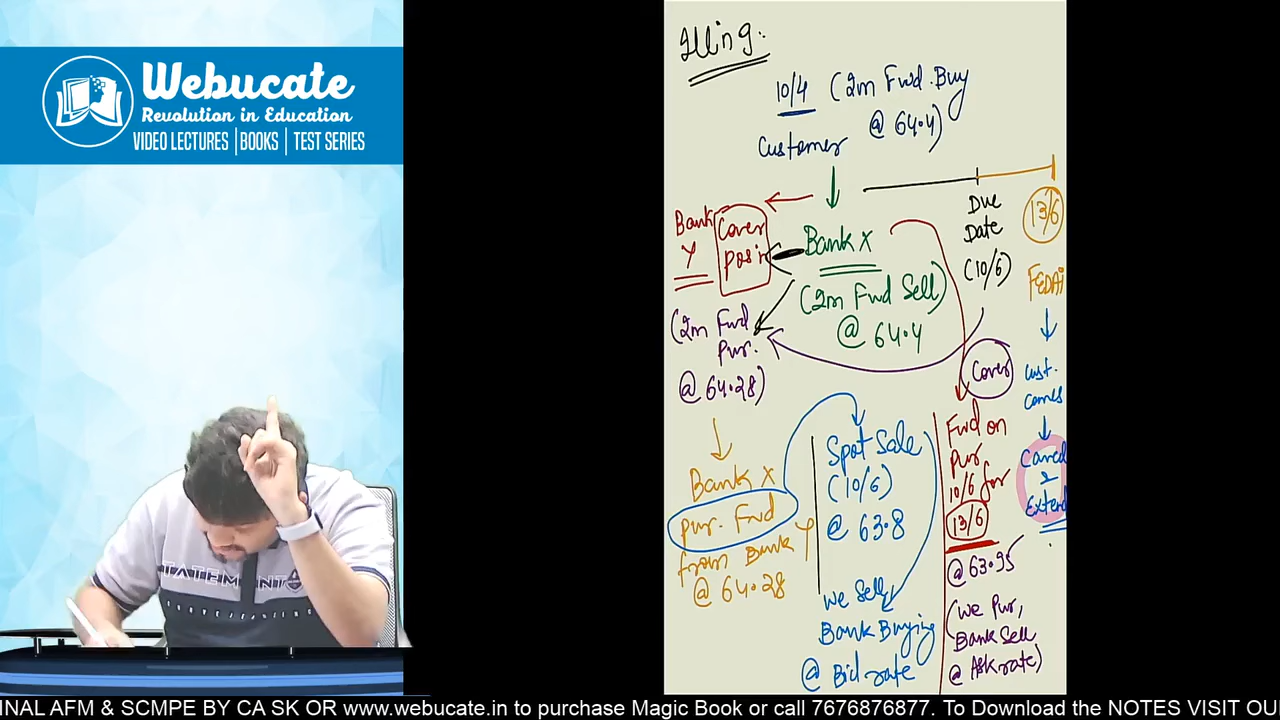 Webucate
Revolution in Education
VIDEO LECTURES | BOOKS | TEST SERIES
TATEMENT
10/4 (2m Fwd. Buy
@ 64.4)
Customer
Bank
Y
Cover
posn
Bank X
(2m Fwd Sell)
@ 64.4
Due
Date
(10/6)
13/6
FEDAi
cust.
comes
Cancel
2
Extend
(2m Fwd
Pur.
@ 64.28)
Bank X
pur. Fwd
from Bank Y
@ 64.28
Spot Sale
(10/6)
@ 63.8
we Sell,
Bank Buying
@ Bid rate
Cover
Fwd on
pur
10/6 for
13/6
@ 63.95
(we Pur,
Bank Sell
@ Ask rate)
INAL AFM & SCMPE BY CA SK OR www.webucate.in to purchase Magic Book or call 7676876877. To Download the NOTES VISIT OU